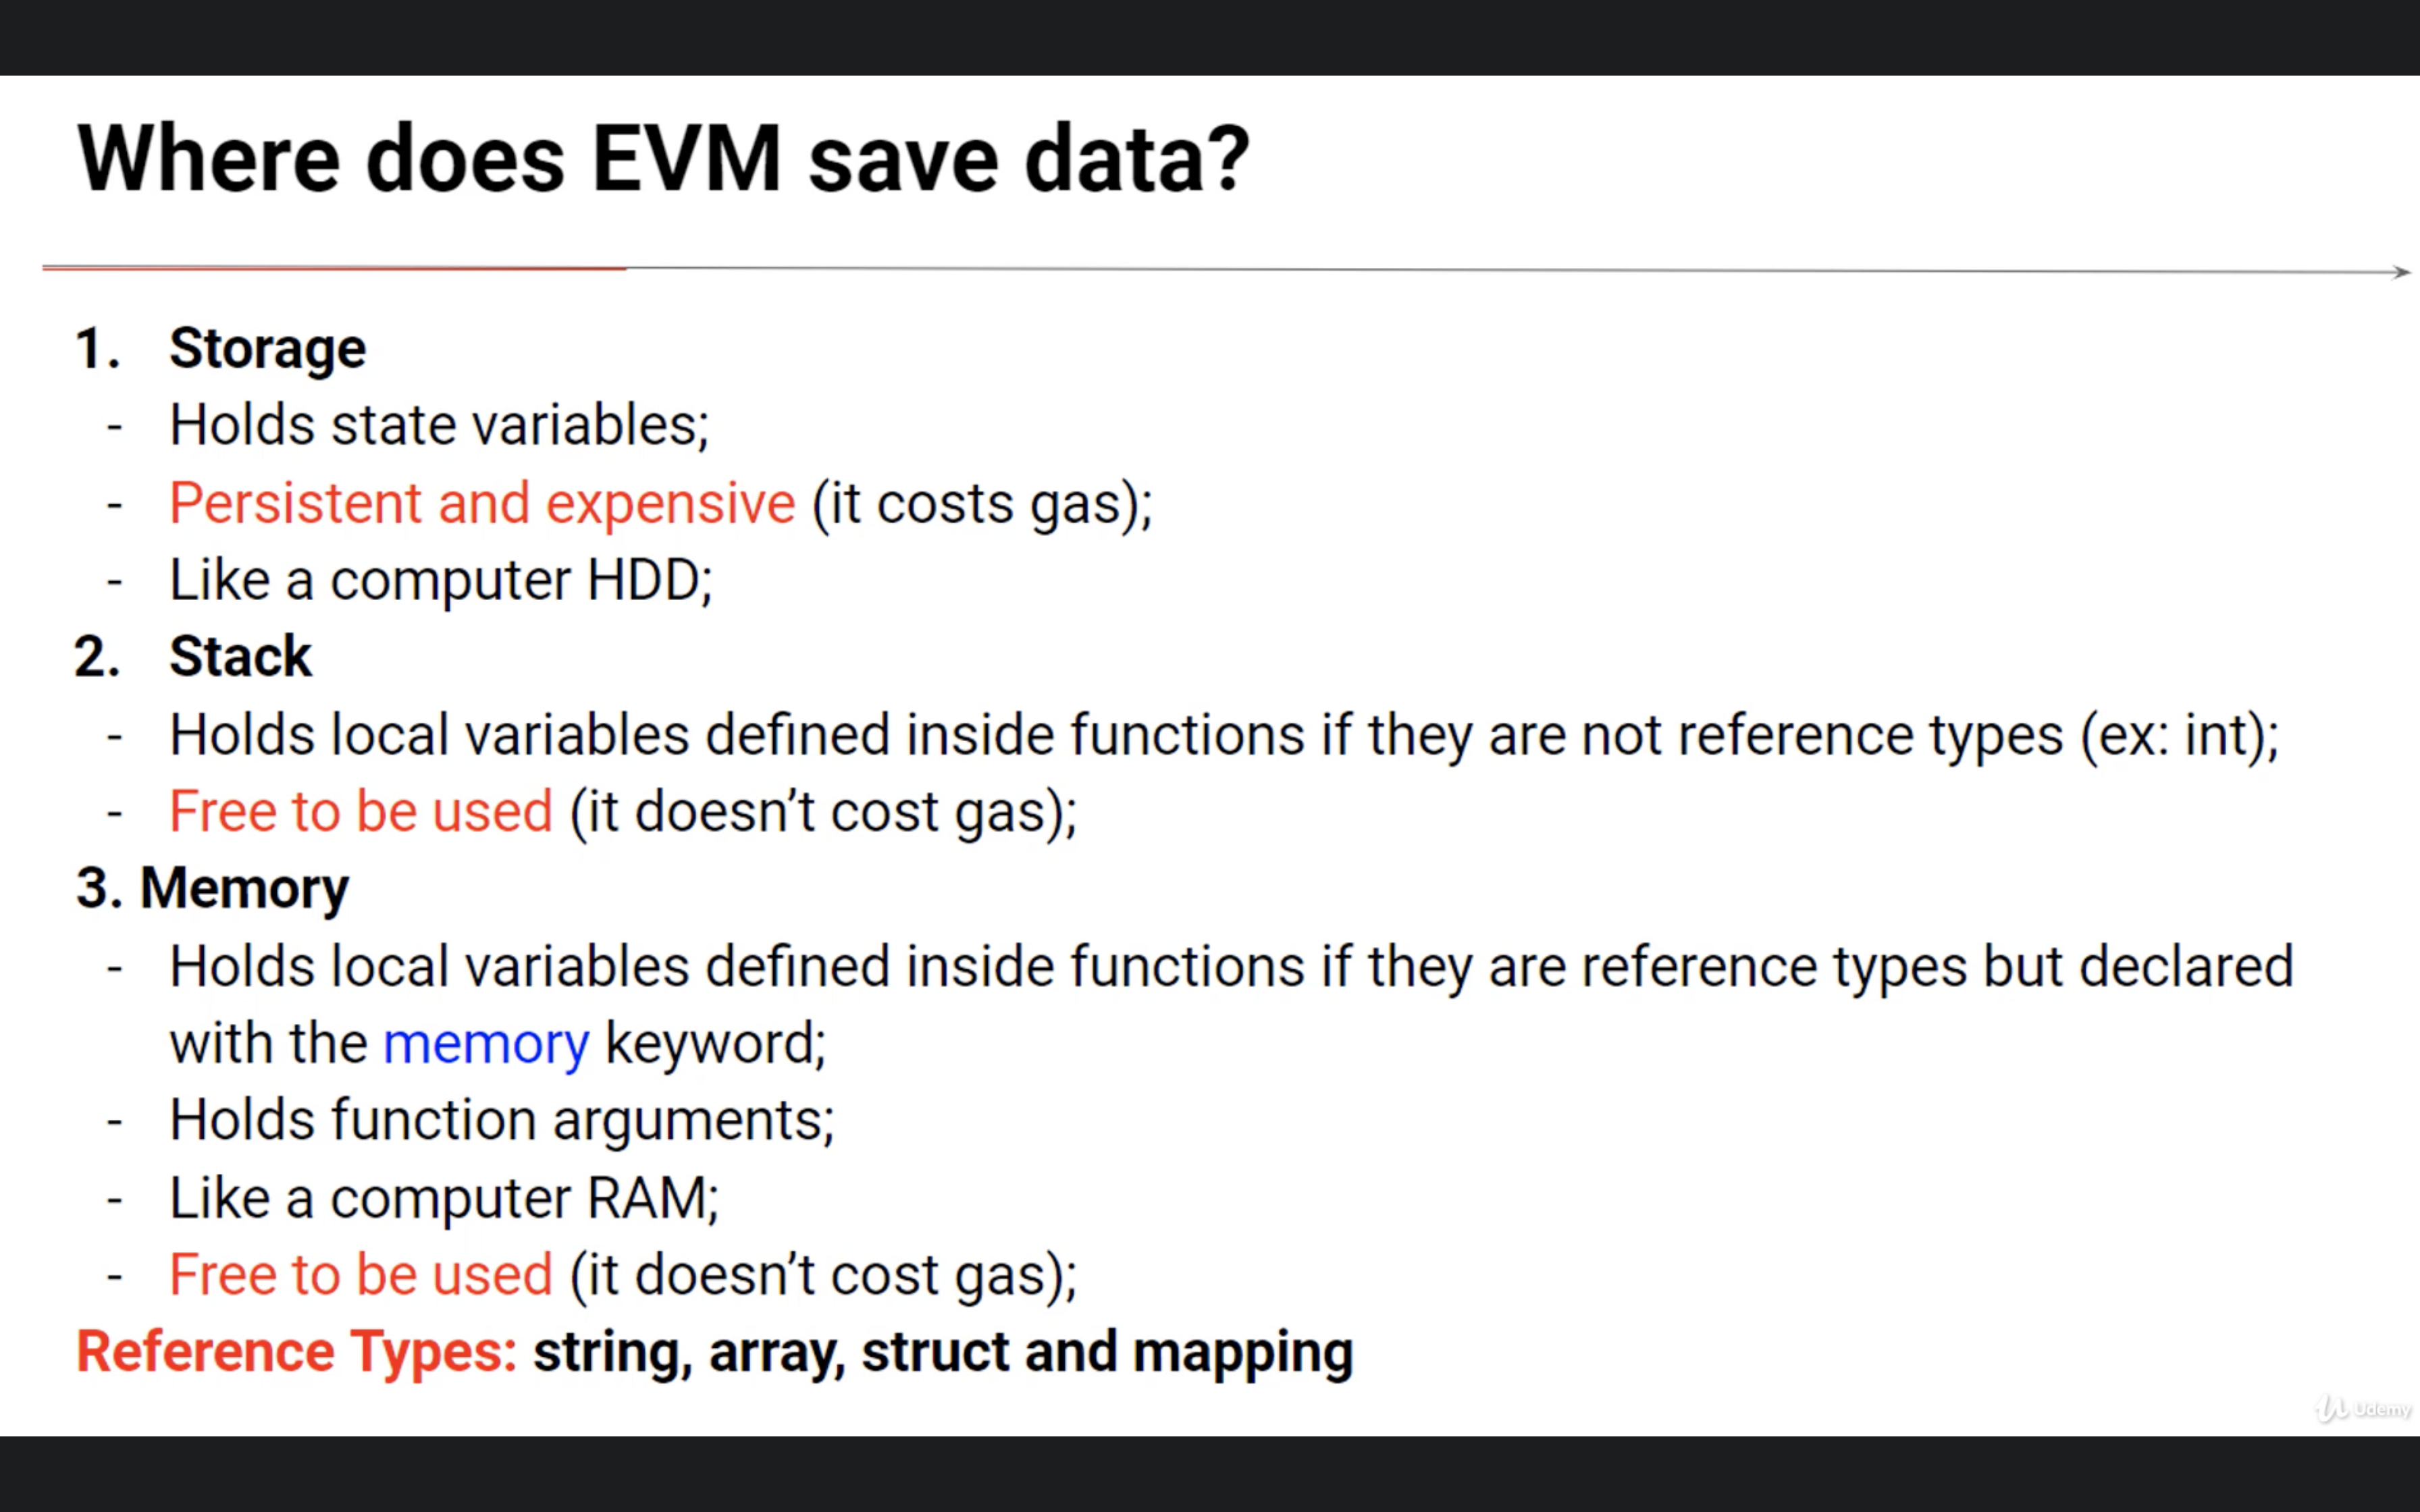 Where does EVM save data?
1. Storage
- Holds state variables;
- Persistent and expensive (it costs gas);
- Like a computer HDD;
2. Stack
- Holds local variables defined inside functions if they are not reference types (ex: int);
- Free to be used (it doesn’t cost gas);
3. Memory
- Holds local variables defined inside functions if they are reference types but declared
with the memory keyword;
- Holds function arguments;
- Like a computer RAM;
- Free to be used (it doesn’t cost gas);
Reference Types: string, array, struct and mapping
Udemy